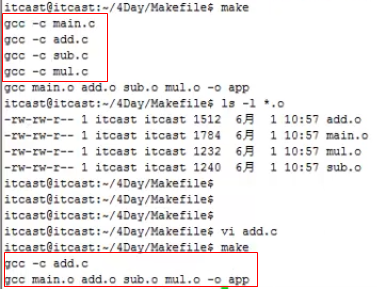 itcast@itcast:~/4Day/Makefile$ make
gcc -c main.c
gcc -c add.c
gcc -c sub.c
gcc -c mul.c
gcc main.o add.o sub.o mul.o -o app
itcast@itcast:~/4Day/Makefile$ ls -l *.o
-rw-rw-r-- 1 itcast itcast 1512  6月  1 10:57 add.o
-rw-rw-r-- 1 itcast itcast 1784  6月  1 10:57 main.o
-rw-rw-r-- 1 itcast itcast 1232  6月  1 10:57 mul.o
-rw-rw-r-- 1 itcast itcast 1240  6月  1 10:57 sub.o
itcast@itcast:~/4Day/Makefile$
itcast@itcast:~/4Day/Makefile$
itcast@itcast:~/4Day/Makefile$
itcast@itcast:~/4Day/Makefile$ vi add.c
itcast@itcast:~/4Day/Makefile$ make
gcc -c add.c
gcc main.o add.o sub.o mul.o -o app